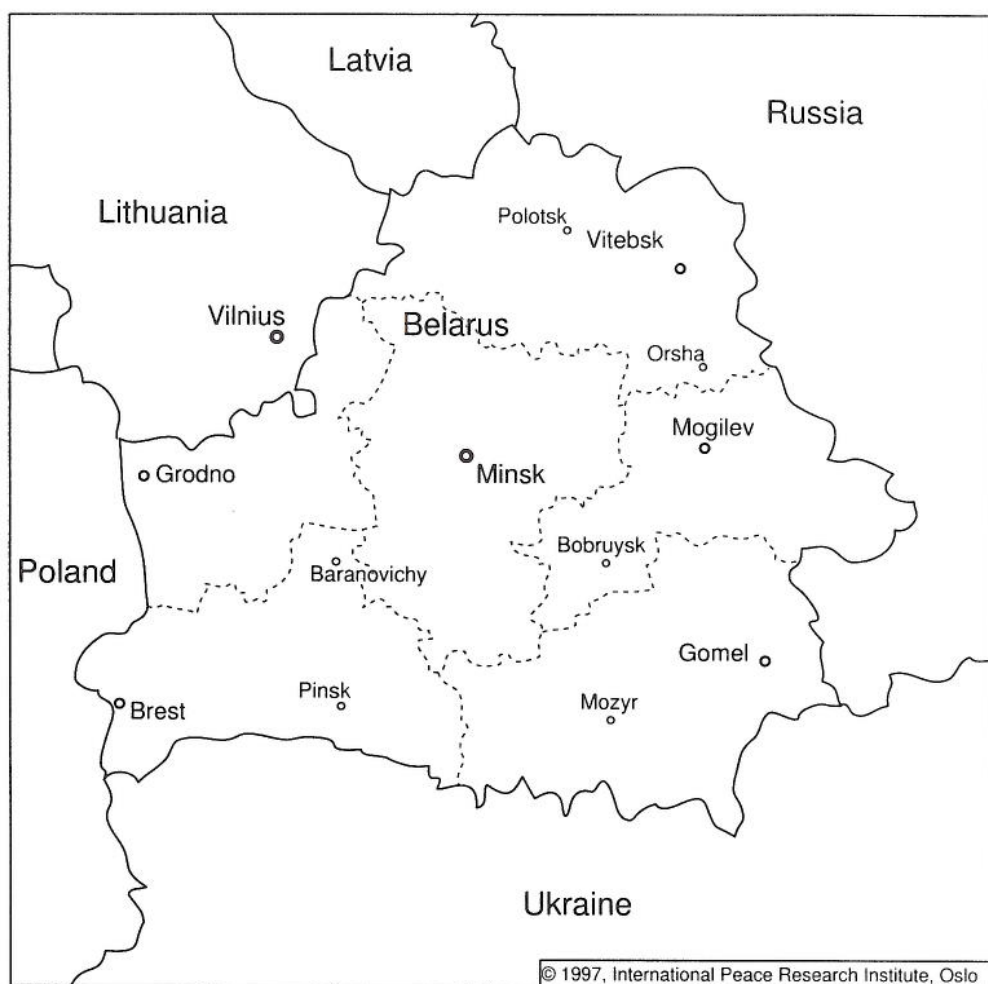 Latvia
Russia
Lithuania
Polotsk
Vitebsk
Vilnius
Belarus
Orsha
Mogilev
Minsk
Grodno
Bobruysk
Poland
Baranovichy
Gomel
Pinsk
Mozyr
Brest
Ukraine
© 1997, International Peace Research Institute, Oslo